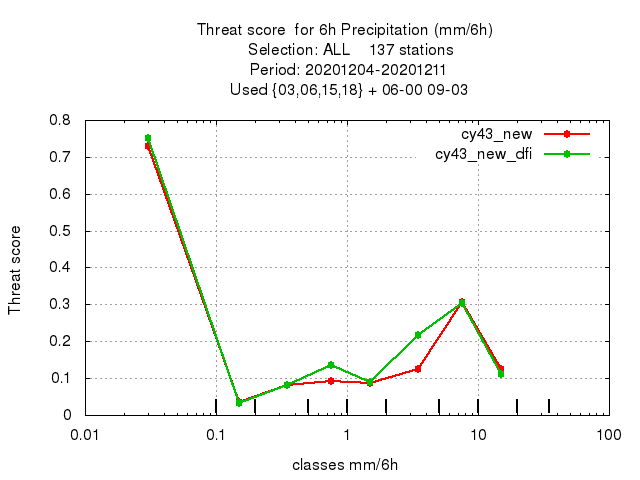 Threat score for 6h Precipitation (mm/6h)
Selection: ALL 137 stations
Period: 20201204-20201211
Used {03,06,15,18} + 06-00 09-03
cy43_new
cy43_new_dfi
Threat score
0.8
0.7
0.6
0.5
0.4
0.3
0.2
0.1
0
0.01
0.1
1
10
100
classes mm/6h